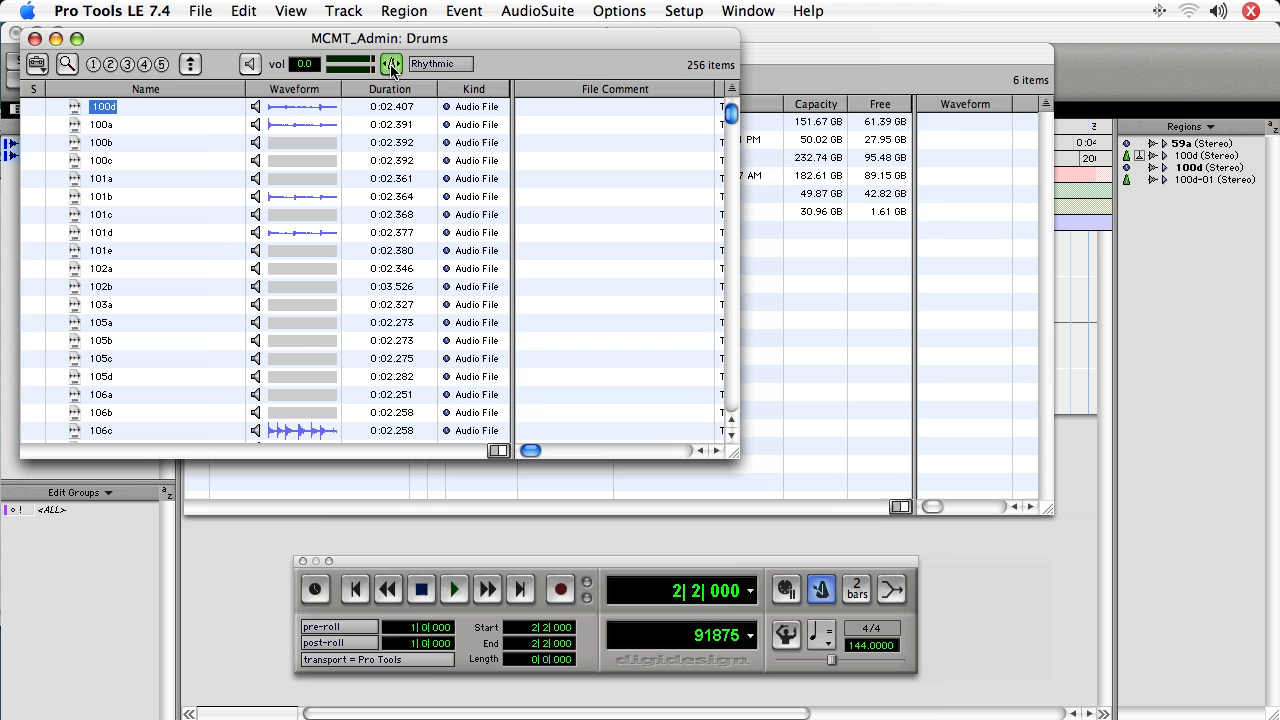 Pro Tools LE 7.4 File Edit View Track Region Event AudioSuite Options Setup Window Help
MCMT_Admin: Drums
1 2 3 4 5 vol 0.0 Rhythmic 256 items
6 items
S Name Waveform Duration Kind File Comment
Capacity Free Waveform
100d 0:02.407 Audio File
100a 0:02.391 Audio File
100b 0:02.392 Audio File
100c 0:02.392 Audio File
101a 0:02.361 Audio File
101b 0:02.364 Audio File
101c 0:02.368 Audio File
101d 0:02.377 Audio File
101e 0:02.380 Audio File
102a 0:02.346 Audio File
102b 0:03.526 Audio File
103a 0:02.327 Audio File
105a 0:02.273 Audio File
105b 0:02.273 Audio File
105c 0:02.275 Audio File
105d 0:02.282 Audio File
106a 0:02.251 Audio File
106b 0:02.258 Audio File
106c 0:02.258 Audio File
151.67 GB 61.39 GB
PM 50.02 GB 27.95 GB
232.74 GB 95.48 GB
7 AM 182.61 GB 89.15 GB
49.87 GB 42.82 GB
30.96 GB 1.61 GB
Regions
59a (Stereo)
100d (Stereo)
100d (Stereo)
100d-01 (Stereo)
Edit Groups
<ALL>
2| 2| 000
2 bars
pre-roll 1| 0| 000 Start 2| 2| 000
post-roll 1| 0| 000 End 2| 2| 000
transport = Pro Tools Length 0| 0| 000
91875
digidesign
4/4
144.0000